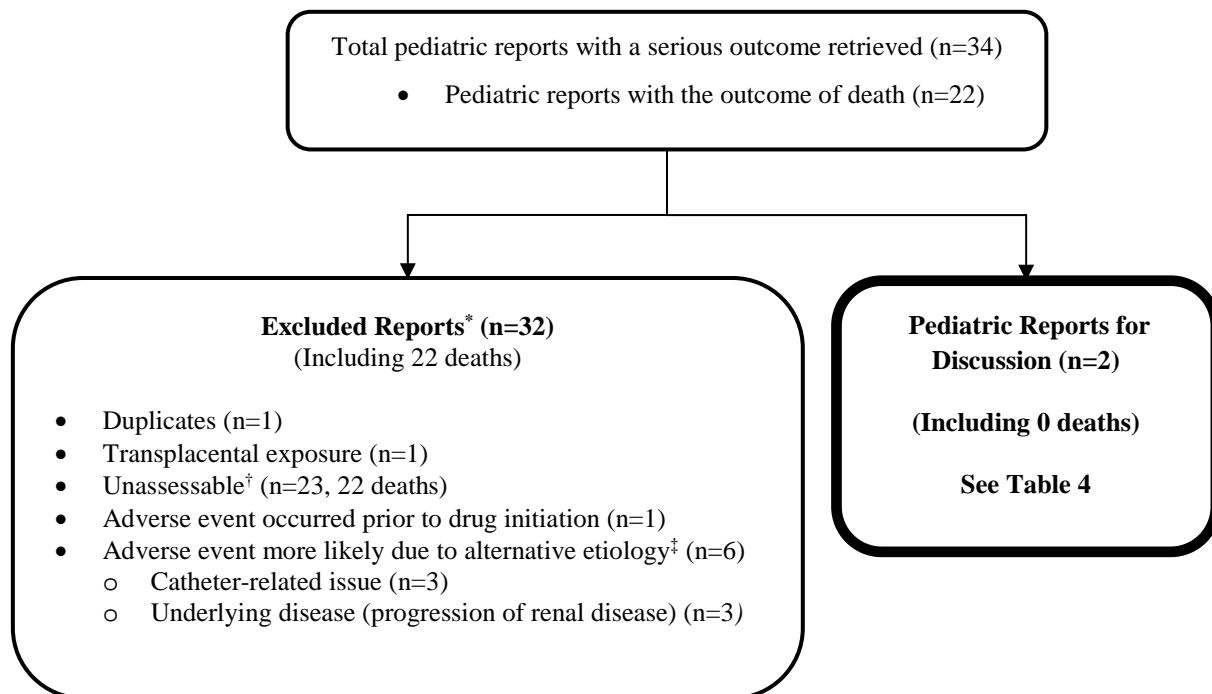 Total pediatric reports with a serious outcome retrieved (n=34)
• Pediatric reports with the outcome of death (n=22)
Excluded Reports* (n=32)
(Including 22 deaths)
• Duplicates (n=1)
• Transplacental exposure (n=1)
• Unassessable† (n=23, 22 deaths)
• Adverse event occurred prior to drug initiation (n=1)
• Adverse event more likely due to alternative etiology‡ (n=6)
o Catheter-related issue (n=3)
o Underlying disease (progression of renal disease) (n=3)
Pediatric Reports for
Discussion (n=2)
(Including 0 deaths)
See Table 4